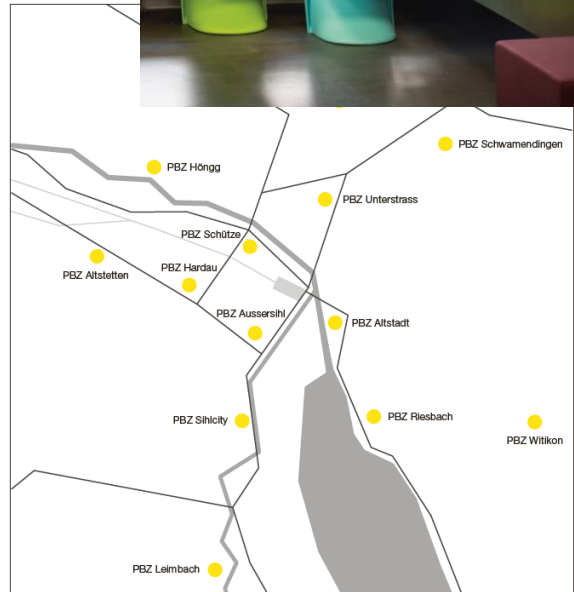 PBZ Schwamendingen
PBZ Höngg
PBZ Unterstrass
PBZ Schütze
PBZ Hardau
PBZ Altstetten
PBZ Aussersihl
PBZ Altstadt
PBZ Sihlcity
PBZ Riesbach
PBZ Witikon
PBZ Leimbach